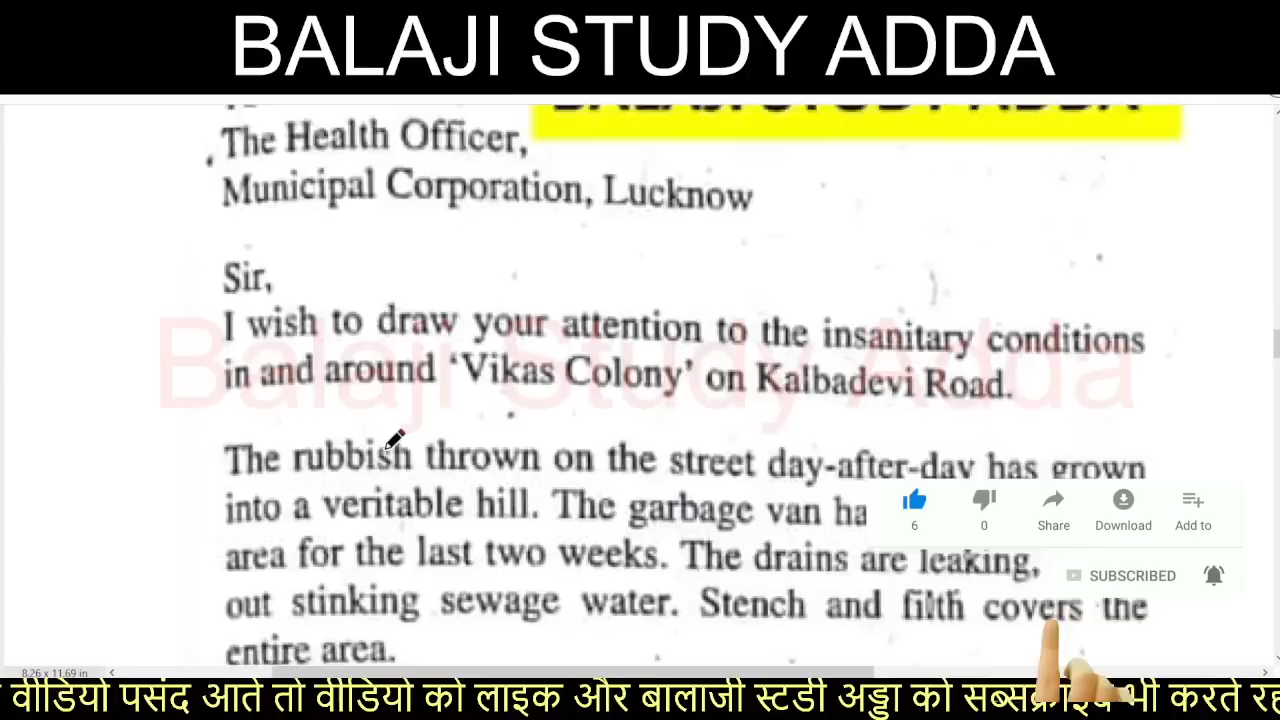 BALAJI STUDY ADDA
BALAJI STUDY ADDA
The Health Officer,
Municipal Corporation, Lucknow
Sir,
I wish to draw your attention to the insanitary conditions
in and around ‘Vikas Colony’ on Kalbadevi Road.
Balaji Study Adda
The rubbish thrown on the street day-after-day has grown
into a veritable hill. The garbage van
area for the last two weeks. The drains are leaking,
out stinking sewage water. Stench and filth covers the
entire area.
6 0 Share Download Add to
SUBSCRIBED
8.26 x 11.69 in
वीडियो पसंद आते तो वीडियो को लाइक और बालाजी स्टडी अड्डा को सब्सक्राइब भी करते